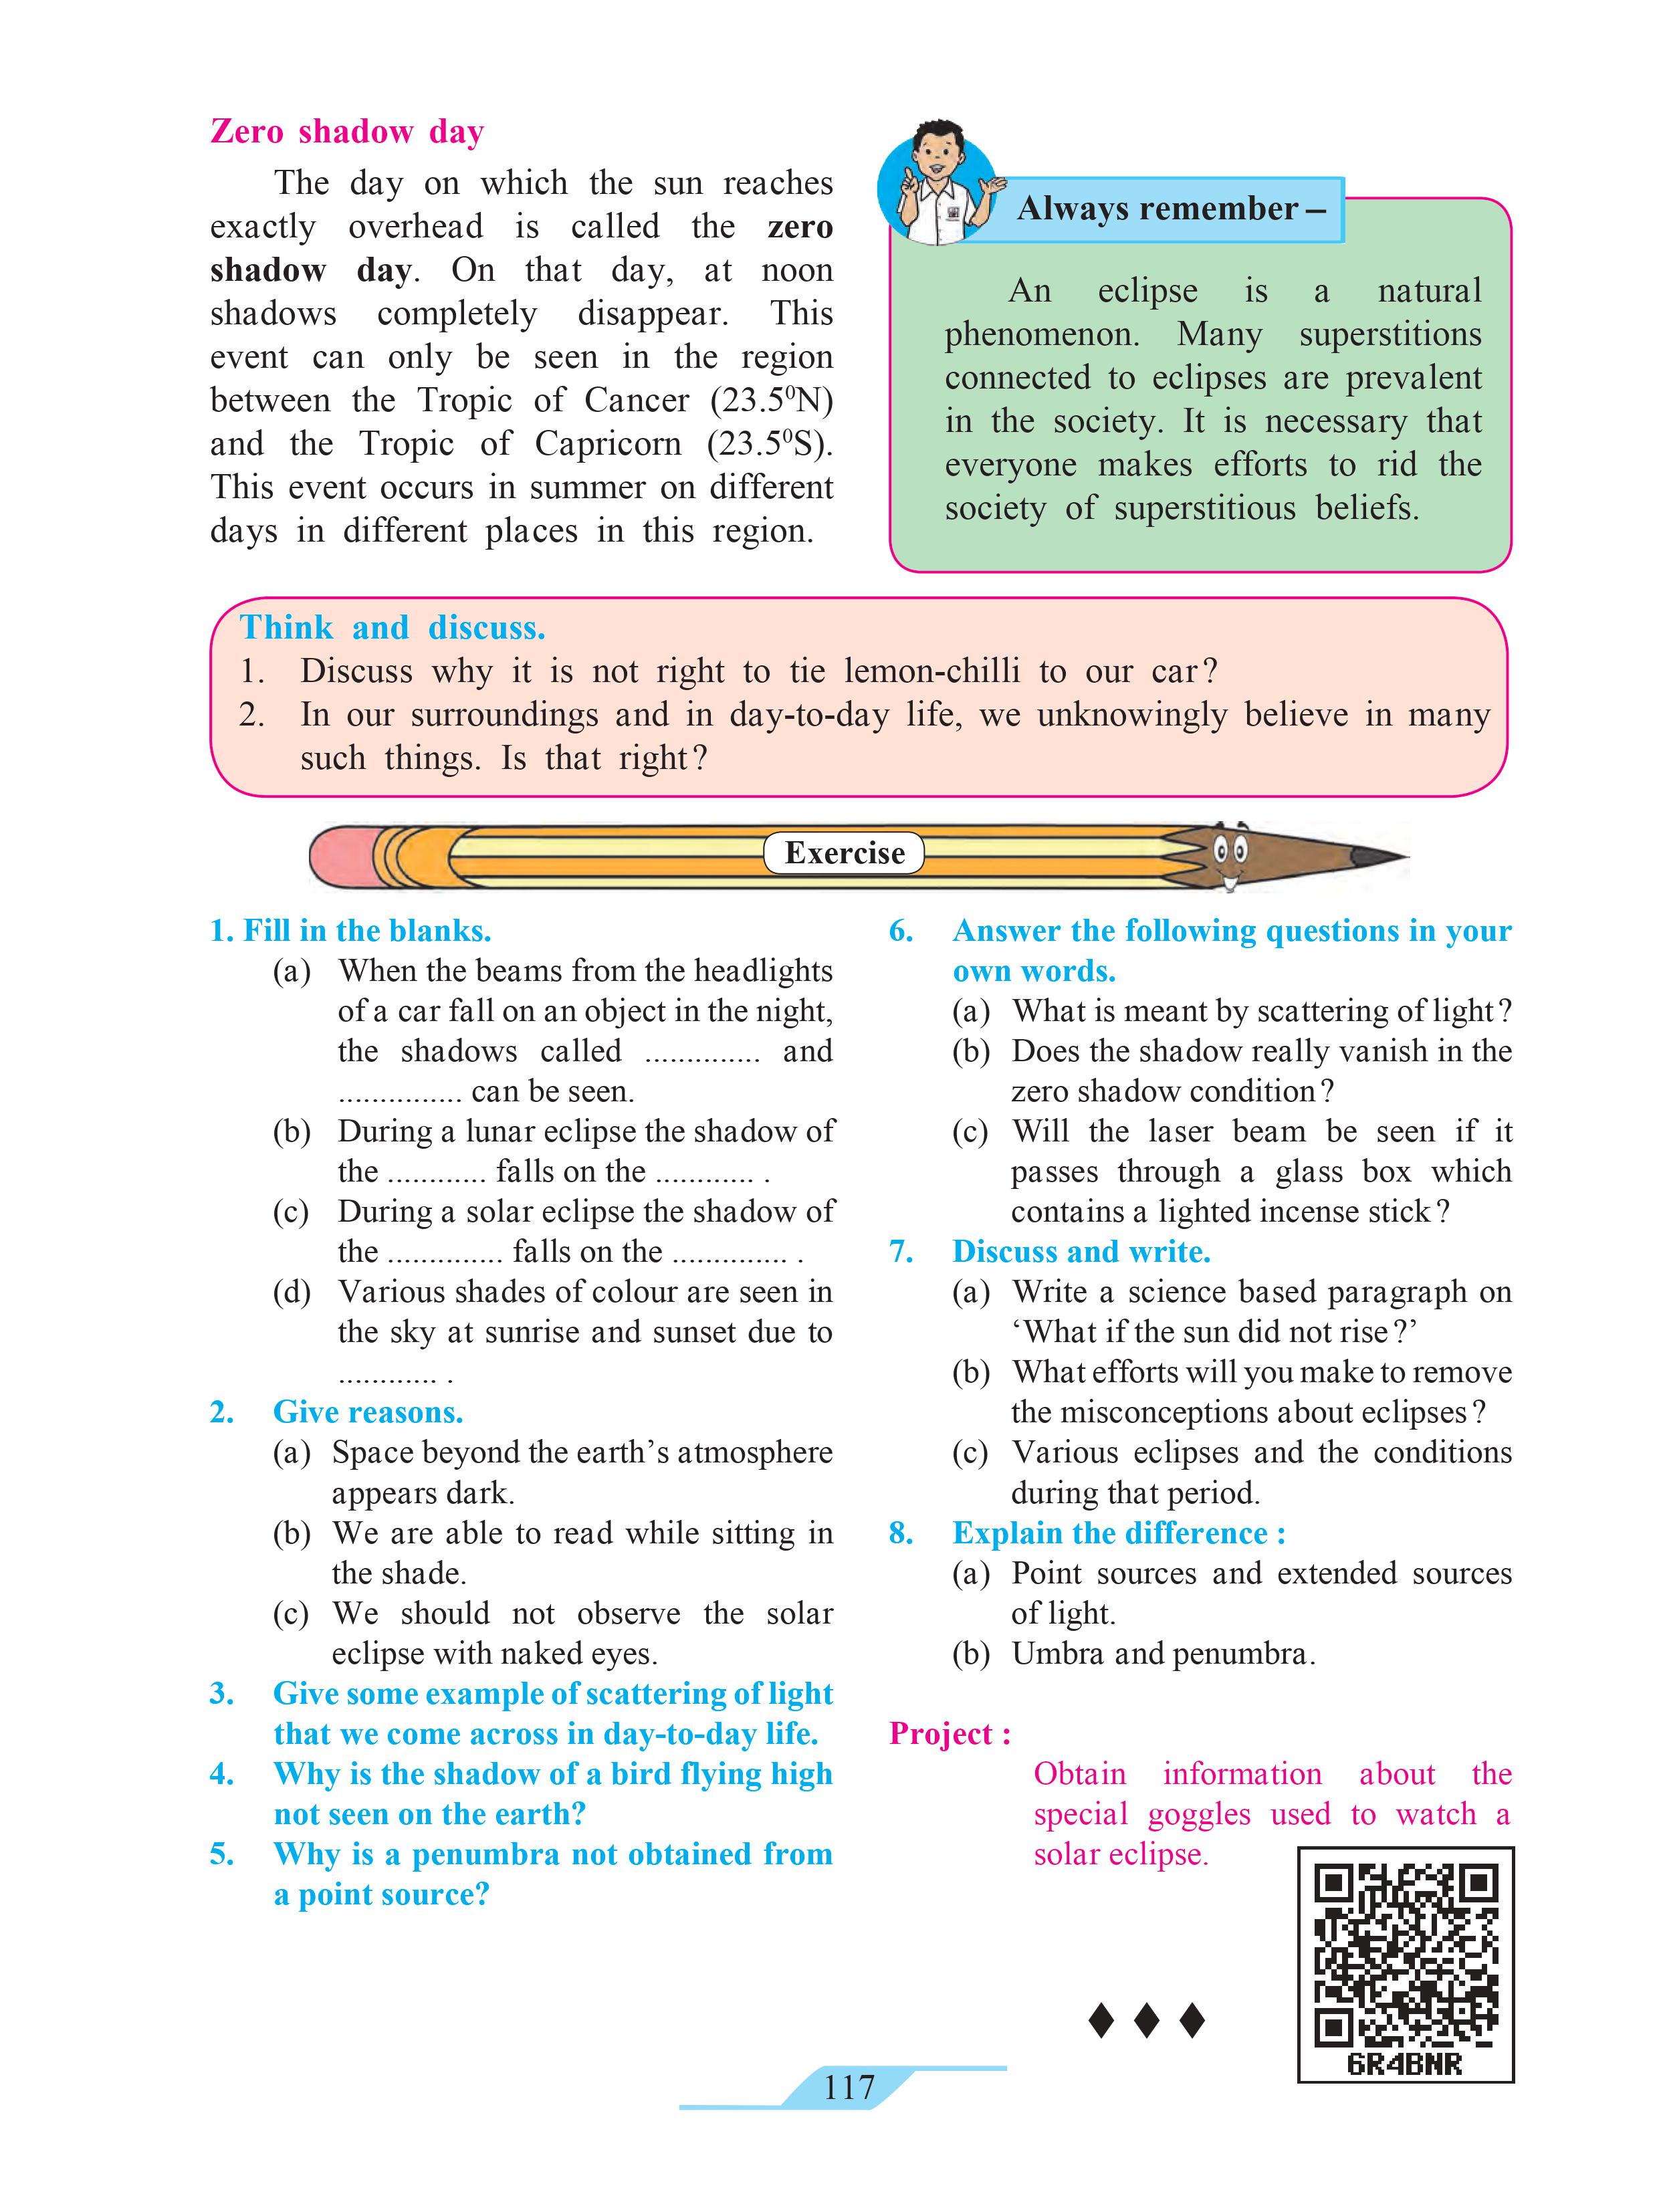 Zero shadow day
The day on which the sun reaches
exactly overhead is called the zero
shadow day. On that day, at noon
shadows completely disappear. This
event can only be seen in the region
between the Tropic of Cancer (23.5⁰N)
and the Tropic of Capricorn (23.5⁰S).
This event occurs in summer on different
days in different places in this region.
Always remember –
An eclipse is a natural
phenomenon. Many superstitions
connected to eclipses are prevalent
in the society. It is necessary that
everyone makes efforts to rid the
society of superstitious beliefs.
Think and discuss.
1. Discuss why it is not right to tie lemon-chilli to our car?
2. In our surroundings and in day-to-day life, we unknowingly believe in many
such things. Is that right?
Exercise
1. Fill in the blanks.
(a) When the beams from the headlights
of a car fall on an object in the night,
the shadows called ............. and
............... can be seen.
(b) During a lunar eclipse the shadow of
the ............ falls on the ............ .
(c) During a solar eclipse the shadow of
the .............. falls on the .............. .
(d) Various shades of colour are seen in
the sky at sunrise and sunset due to
............ .
2. Give reasons.
(a) Space beyond the earth’s atmosphere
appears dark.
(b) We are able to read while sitting in
the shade.
(c) We should not observe the solar
eclipse with naked eyes.
3. Give some example of scattering of light
that we come across in day-to-day life.
4. Why is the shadow of a bird flying high
not seen on the earth?
5. Why is a penumbra not obtained from
a point source?
6. Answer the following questions in your
own words.
(a) What is meant by scattering of light?
(b) Does the shadow really vanish in the
zero shadow condition?
(c) Will the laser beam be seen if it
passes through a glass box which
contains a lighted incense stick?
7. Discuss and write.
(a) Write a science based paragraph on
‘What if the sun did not rise?’
(b) What efforts will you make to remove
the misconceptions about eclipses?
(c) Various eclipses and the conditions
during that period.
8. Explain the difference :
(a) Point sources and extended sources
of light.
(b) Umbra and penumbra.
Project :
Obtain information about the
special goggles used to watch a
solar eclipse.
6R4BNR
117